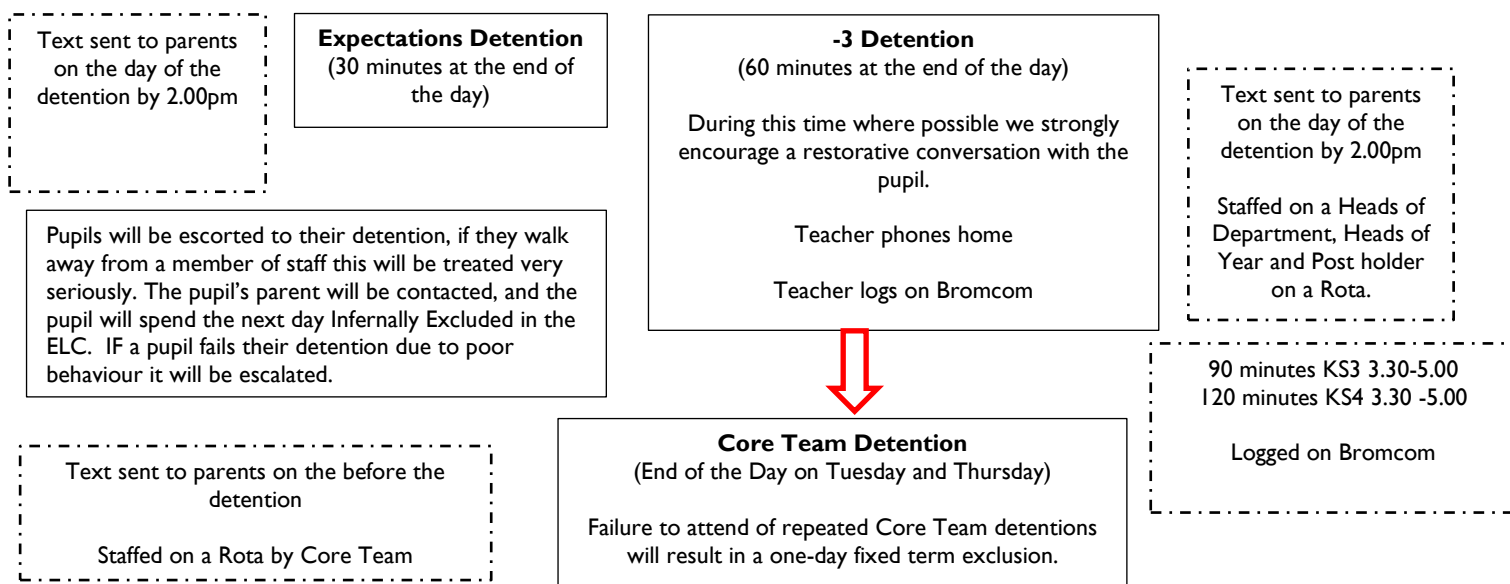 Text sent to parents
on the day of the
detention by 2.00pm
Expectations Detention
(30 minutes at the end of
the day)
-3 Detention
(60 minutes at the end of the day)
During this time where possible we strongly
encourage a restorative conversation with the
pupil.
Teacher phones home
Teacher logs on Bromcom
Text sent to parents
on the day of the
detention by 2.00pm
Staffed on a Heads of
Department, Heads of
Year and Post holder
on a Rota.
Pupils will be escorted to their detention, if they walk
away from a member of staff this will be treated very
seriously. The pupil's parent will be contacted, and the
pupil will spend the next day Infernally Excluded in the
ELC.  IF a pupil fails their detention due to poor
behaviour it will be escalated.
90 minutes KS3 3.30-5.00
120 minutes KS4 3.30 -5.00
Logged on Bromcom
Text sent to parents on the before the
detention
Staffed on a Rota by Core Team
Core Team Detention
(End of the Day on Tuesday and Thursday)
Failure to attend of repeated Core Team detentions
will result in a one-day fixed term exclusion.